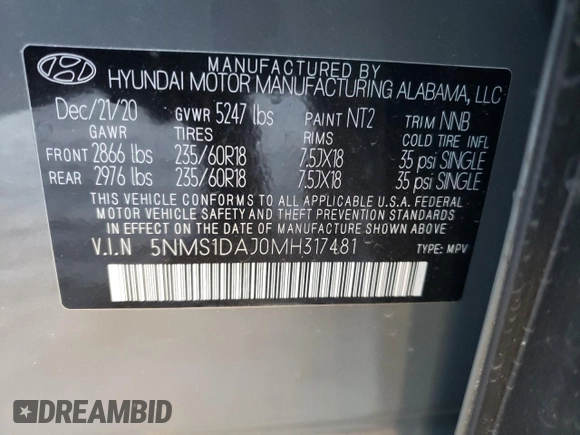 MANUFACTURED BY
HYUNDAI MOTOR MANUFACTURING ALABAMA, LLC
Dec/21/20 GVWR 5247 lbs PAINT NT2 TRIM NNB
GAWR TIRES RIMS COLD TIRE INFL
FRONT 2866 lbs 235/60R18 7.5JX18 35 psi SINGLE
REAR 2976 lbs 235/60R18 7.5JX18 35 psi SINGLE
THIS VEHICLE CONFORMS TO ALL APPLICABLE U.S.A. FEDERAL
MOTOR VEHICLE SAFETY AND THEFT PREVENTION STANDARDS
IN EFFECT ON THE DATE OF MANUFACTURE SHOWN ABOVE.
V.I.N 5NMS1DAJ0MH317481 TYPE: MPV
DREAMBID